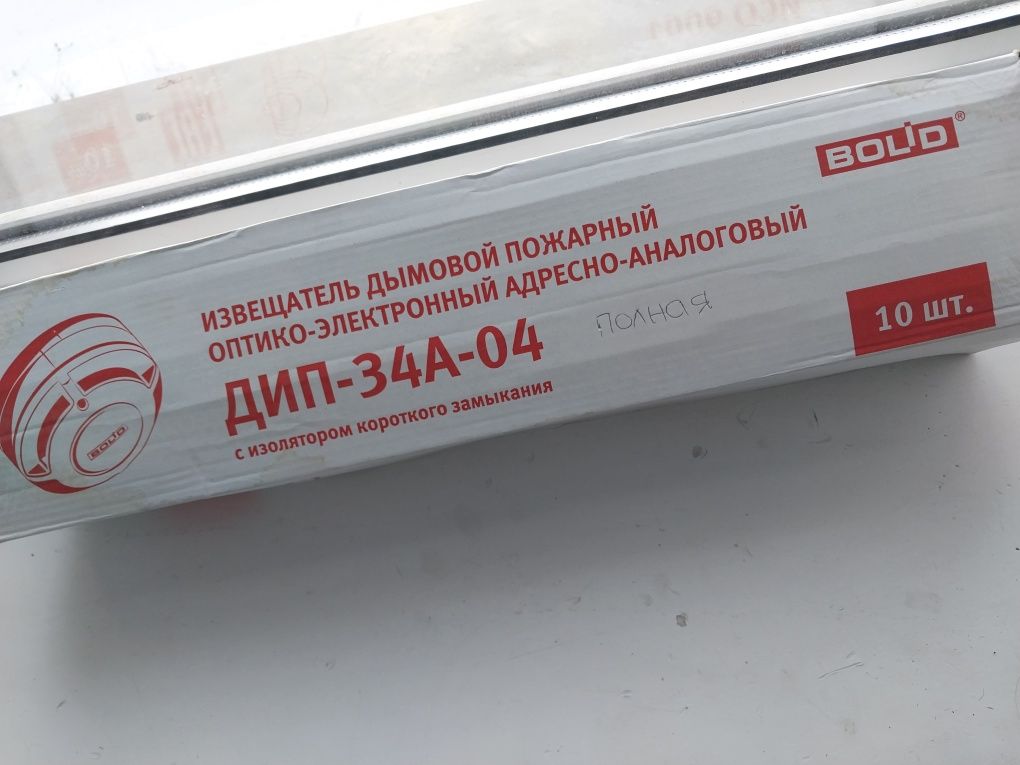 BOLID®
ИЗВЕЩАТЕЛЬ ДЫМОВОЙ ПОЖАРНЫЙ
ОПТИКО-ЭЛЕКТРОННЫЙ АДРЕСНО-АНАЛОГОВЫЙ
ДИП-34А-04
полная
10 шт.
с изолятором короткого замыкания
BOLID